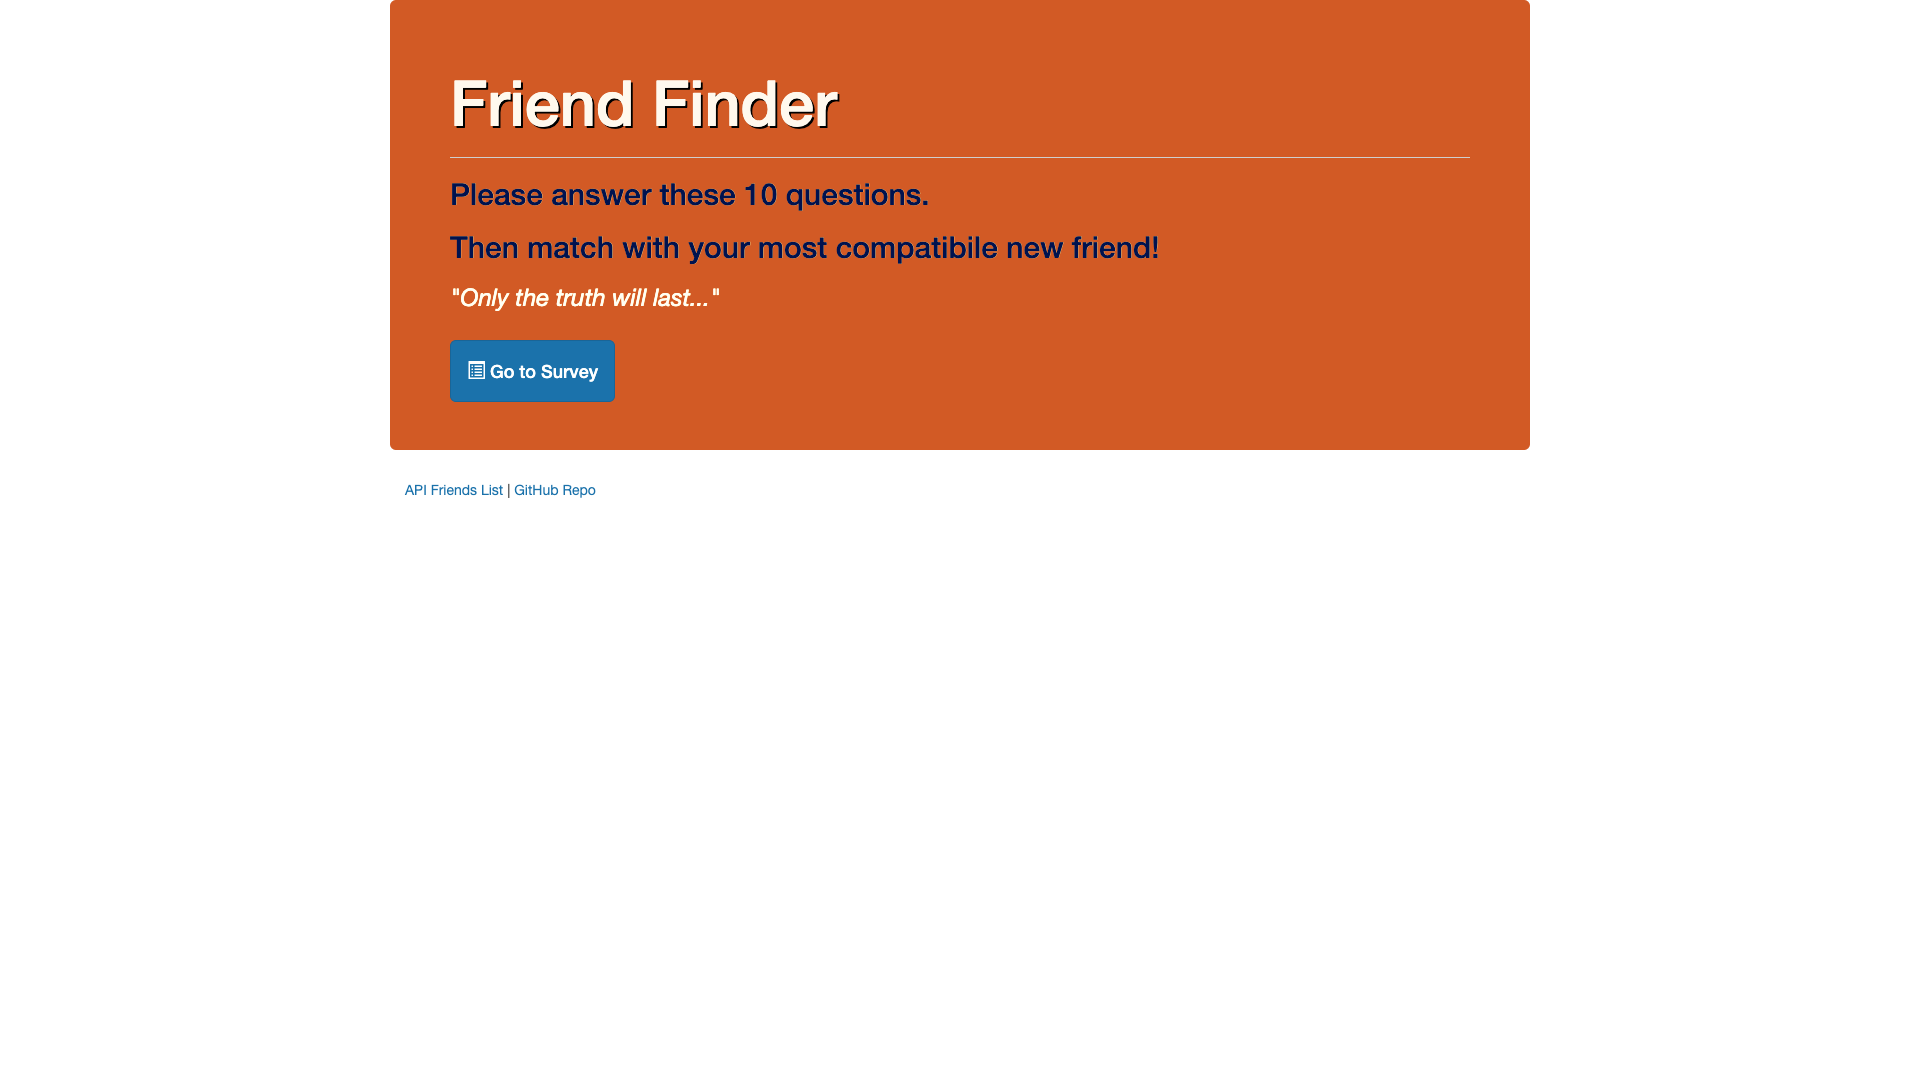 Friend Finder
Please answer these 10 questions.
Then match with your most compatibile new friend!
"Only the truth will last..."
Go to Survey
API Friends List | GitHub Repo